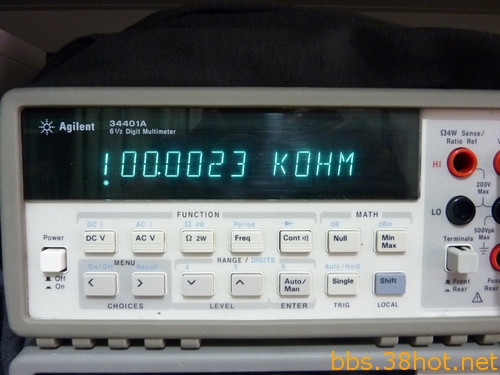 Agilent
34401A
6½ Digit Multimeter
100.0023 KOHM
*
Ω4W Sense/
Ratio Ref
HI
LO
200V
Max
500Vpk
Max
FUNCTION
MATH
DC I
AC I
Ω 4W
Period
dB
dBm
Power
DC V
AC V
Ω 2W
Freq
Cont
Null
Min
Max
Terminals
Off
On
MENU
RANGE / DIGITS
On/Off
Recall
4
5
6
Auto/Hold
<
>
Auto/
Man
Single
Shift
CHOICES
LEVEL
ENTER
TRIG
LOCAL
Front
Rear
bbs.38hot.net